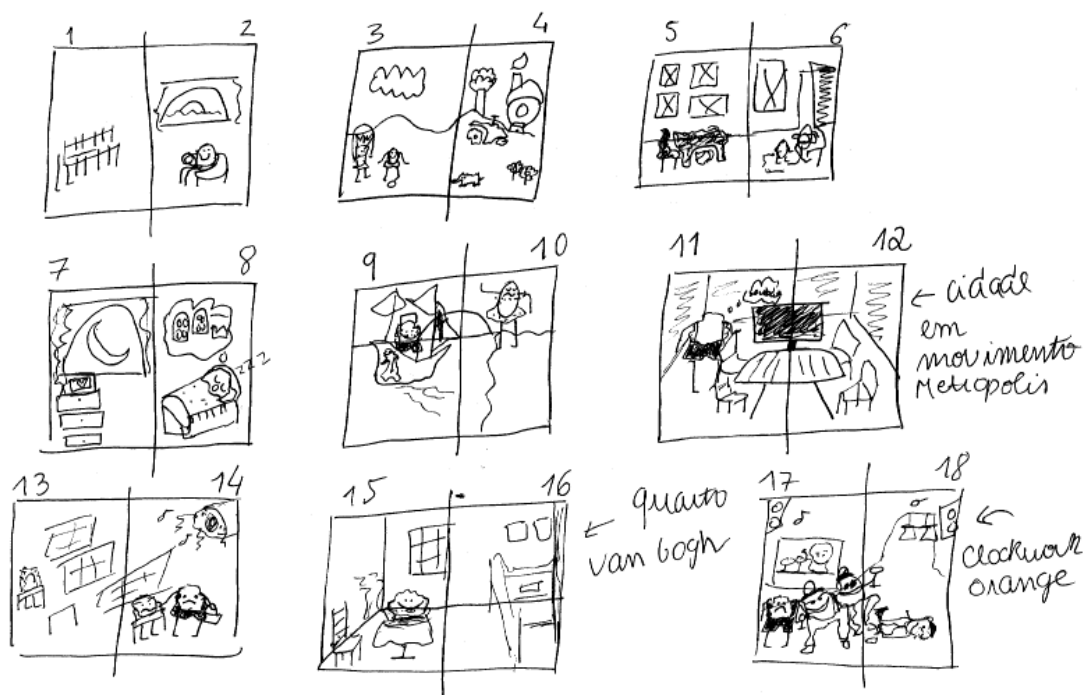 1 2
3 4
5 6
7 8
zzz
9 10
11 12
← cidade
em
movimento
Metropolis
13 14
15 16
← quarto
van Gogh
17 18
←
Clockwork
orange